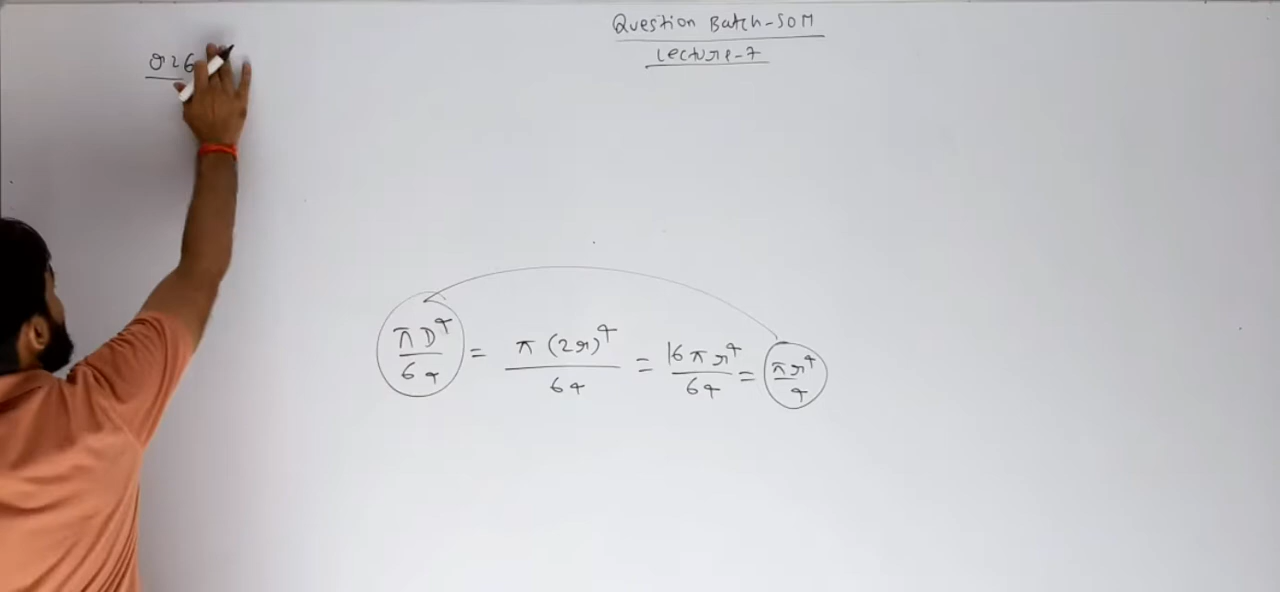 Question Batch-SOM
Lecture-7
Q26
πD⁴/64 = π(2r)⁴/64 = 16πr⁴/64 = πr⁴/4